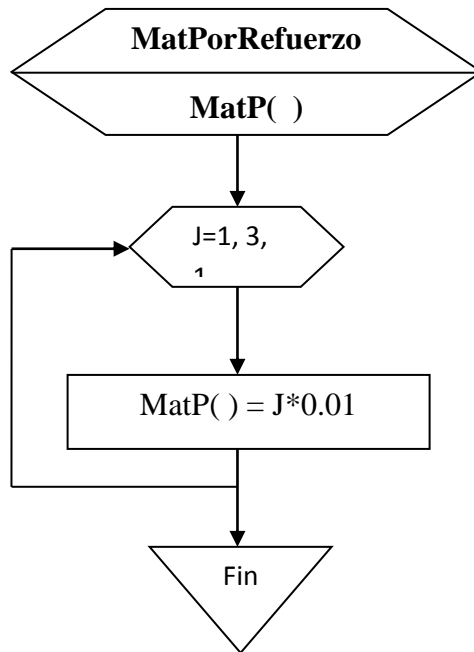 MatPorRefuerzo
MatP( )
J=1, 3,
MatP( ) = J*0.01
Fin